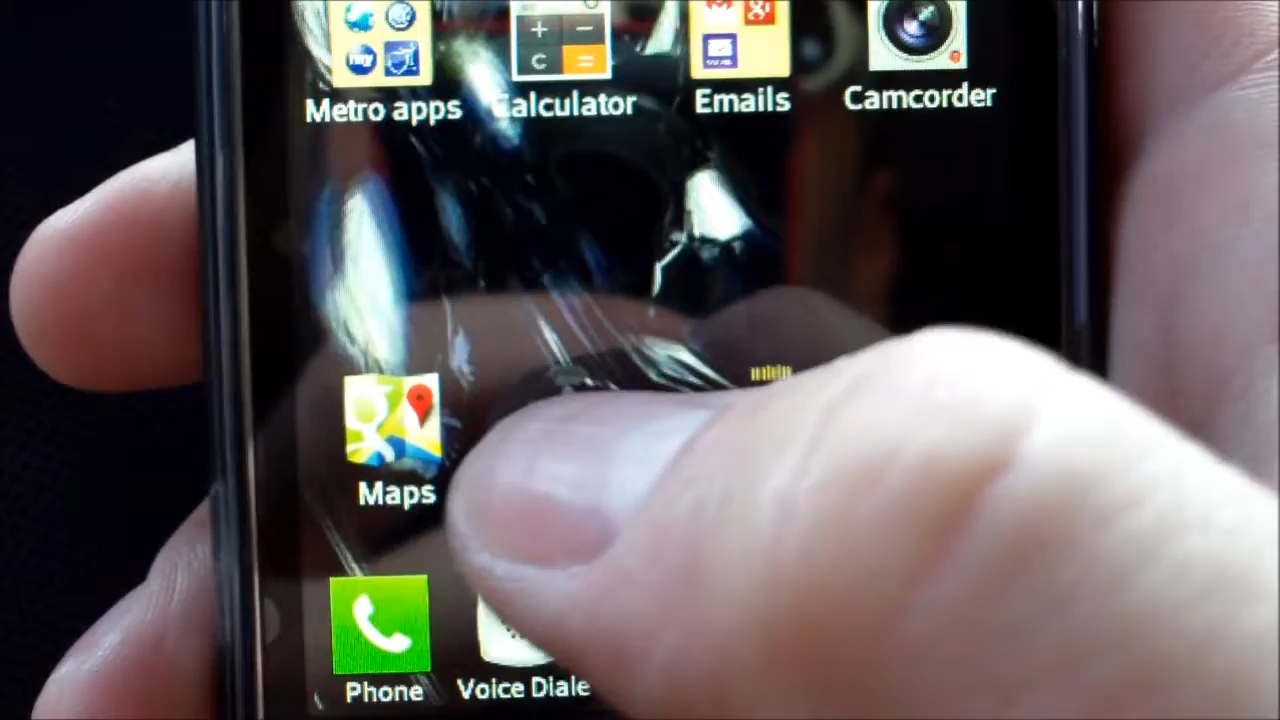 + −
C =
Metro apps Calculator Emails Camcorder
Maps
Phone Voice Diale